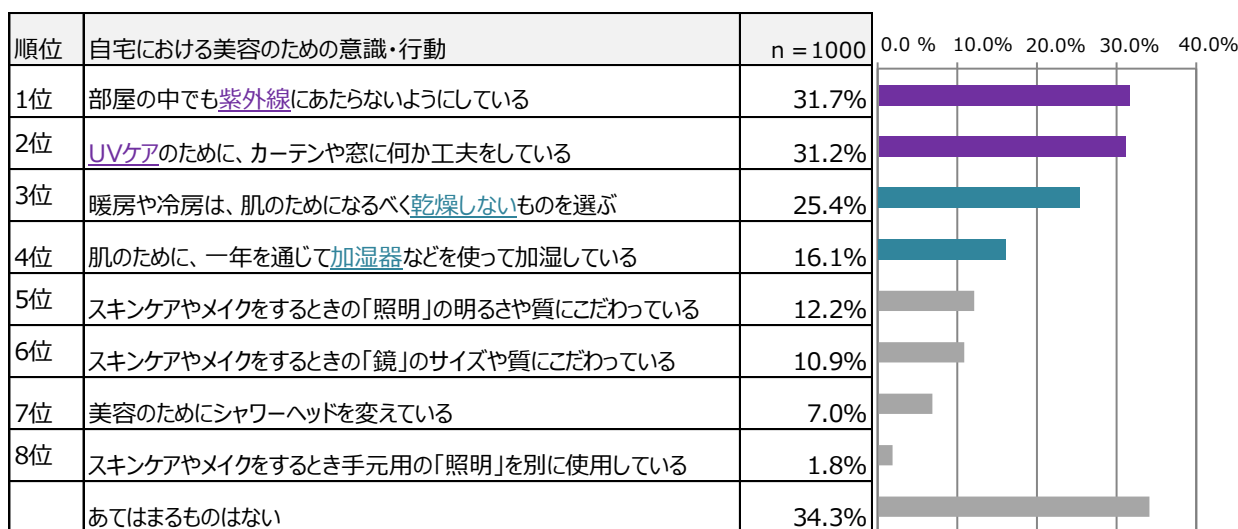 順位 自宅における美容のための意識・行動 n＝1000 0.0 % 10.0% 20.0% 30.0% 40.0%
1位 部屋の中でも紫外線にあたらないようにしている 31.7%
2位 UVケアのために、カーテンや窓に何か工夫をしている 31.2%
3位 暖房や冷房は、肌のためになるべく乾燥しないものを選ぶ 25.4%
4位 肌のために、一年を通じて加湿器などを使って加湿している 16.1%
5位 スキンケアやメイクをするときの「照明」の明るさや質にこだわっている 12.2%
6位 スキンケアやメイクをするときの「鏡」のサイズや質にこだわっている 10.9%
7位 美容のためにシャワーヘッドを変えている 7.0%
8位 スキンケアやメイクをするとき手元用の「照明」を別に使用している 1.8%
あてはまるものはない 34.3%